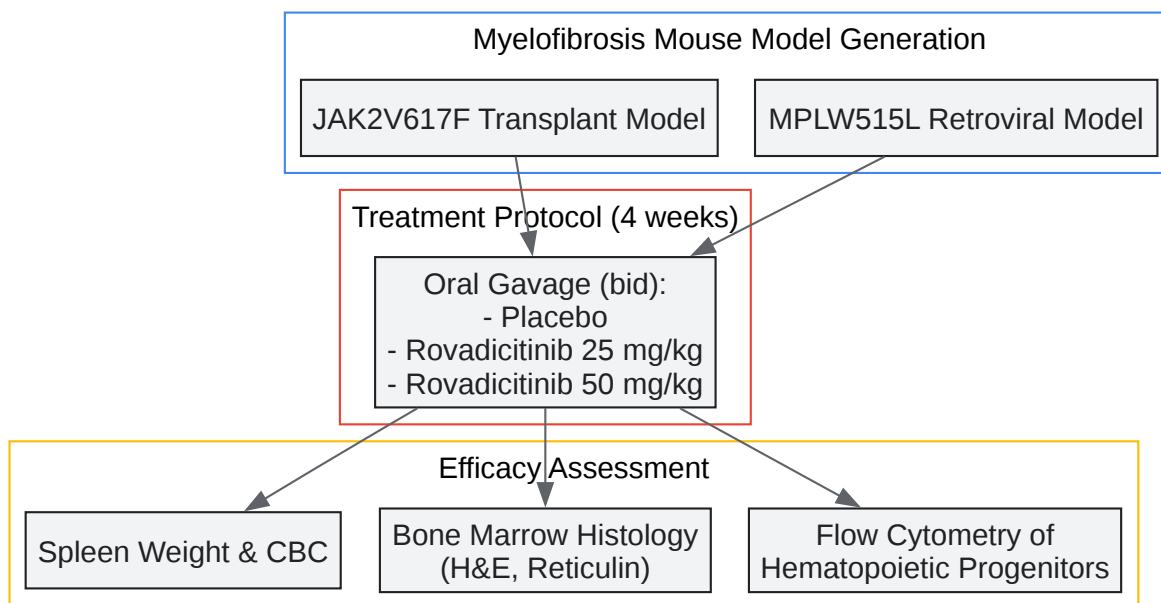 Myelofibrosis Mouse Model Generation
JAK2V617F Transplant Model
MPLW515L Retroviral Model
Treatment Protocol (4 weeks)
Oral Gavage (bid):
- Placebo
- Rovadicitinib 25 mg/kg
- Rovadicitinib 50 mg/kg
Efficacy Assessment
Spleen Weight & CBC
Bone Marrow Histology
(H&E, Reticulin)
Flow Cytometry of
Hematopoietic Progenitors